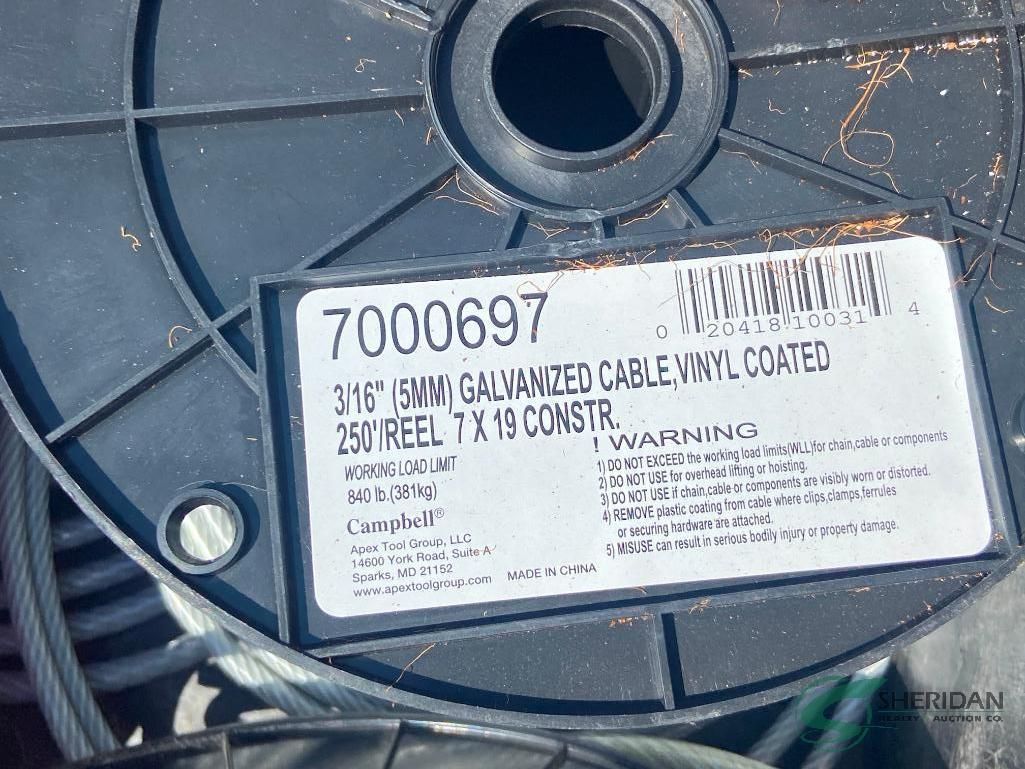 7000697
0 20418 10031 4
3/16" (5MM) GALVANIZED CABLE,VINYL COATED
250'/REEL 7 X 19 CONSTR.
WORKING LOAD LIMIT
840 lb.(381kg)
Campbell®
Apex Tool Group, LLC
14600 York Road, Suite A
Sparks, MD 21152
www.apextoolgroup.com
MADE IN CHINA
! WARNING
1) DO NOT EXCEED the working load limits(WLL)for chain,cable or components
2) DO NOT USE for overhead lifting or hoisting.
3) DO NOT USE if chain,cable or components are visibly worn or distorted.
4) REMOVE plastic coating from cable where clips,clamps,ferrules
or securing hardware are attached.
5) MISUSE can result in serious bodily injury or property damage.
SHERIDAN
REALTY AUCTION CO.